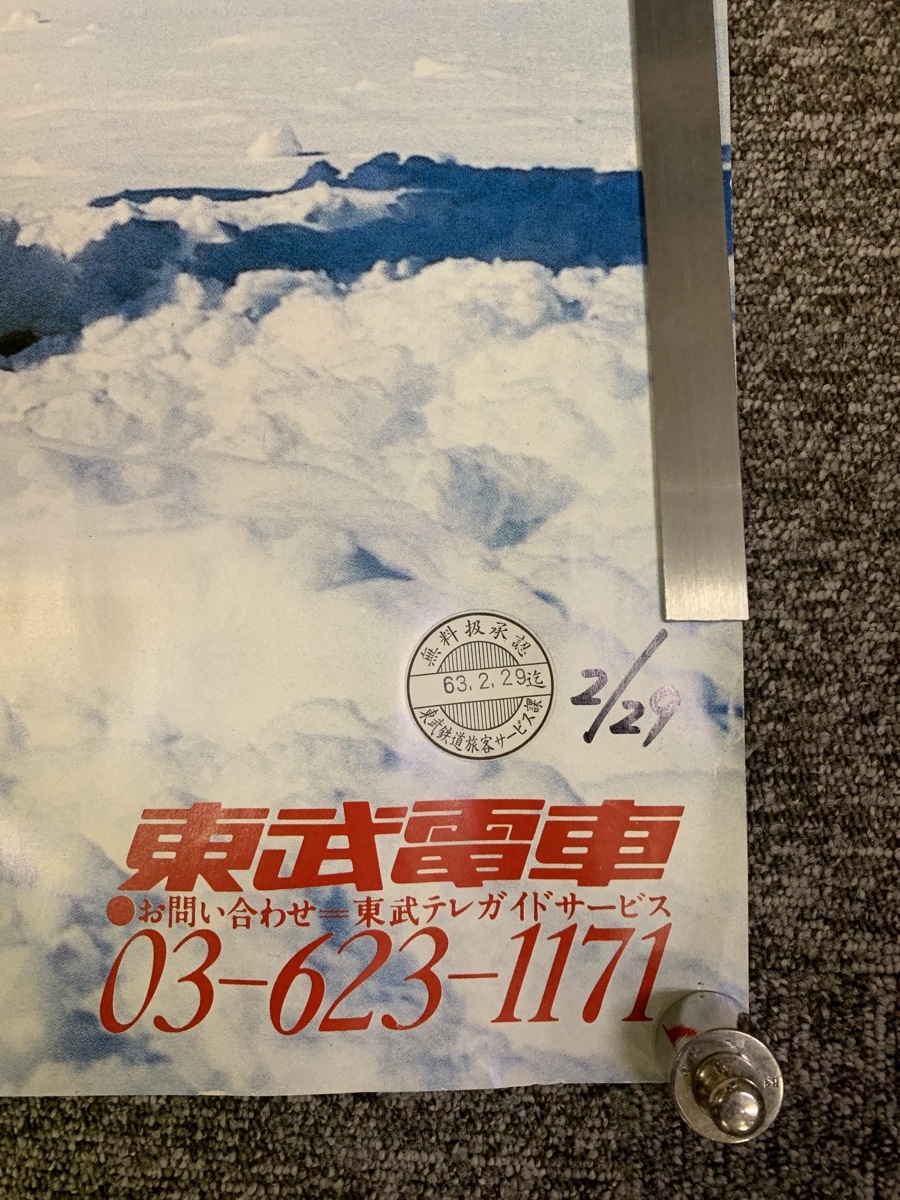 無料扱承認
63.2.29迄
東武鉄道旅客サービス課
2/29
東武電車
●お問い合わせ＝東武テレガイドサービス
03-623-1171